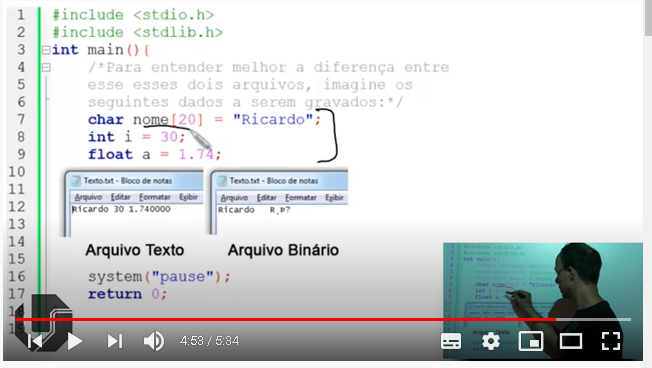 1 #include <stdio.h>
2 #include <stdlib.h>
3 int main(){
4 /*Para entender melhor a diferença entre
5 esse esses dois arquivos, imagine os
6 seguintes dados a serem gravados:*/
7 char nome[20] = "Ricardo";
8 int i = 30;
9 float a = 1.74;
10
11
12
13
14
15
16 system("pause");
17 return 0;
18
Texto.txt - Bloco de notas
Arquivo Editar Formatar Exibir
Ricardo 30 1.740000
Texto.txt - Bloco de notas
Arquivo Editar Formatar Exibir
Arquivo Texto
Arquivo Binário
4:53 / 5:34